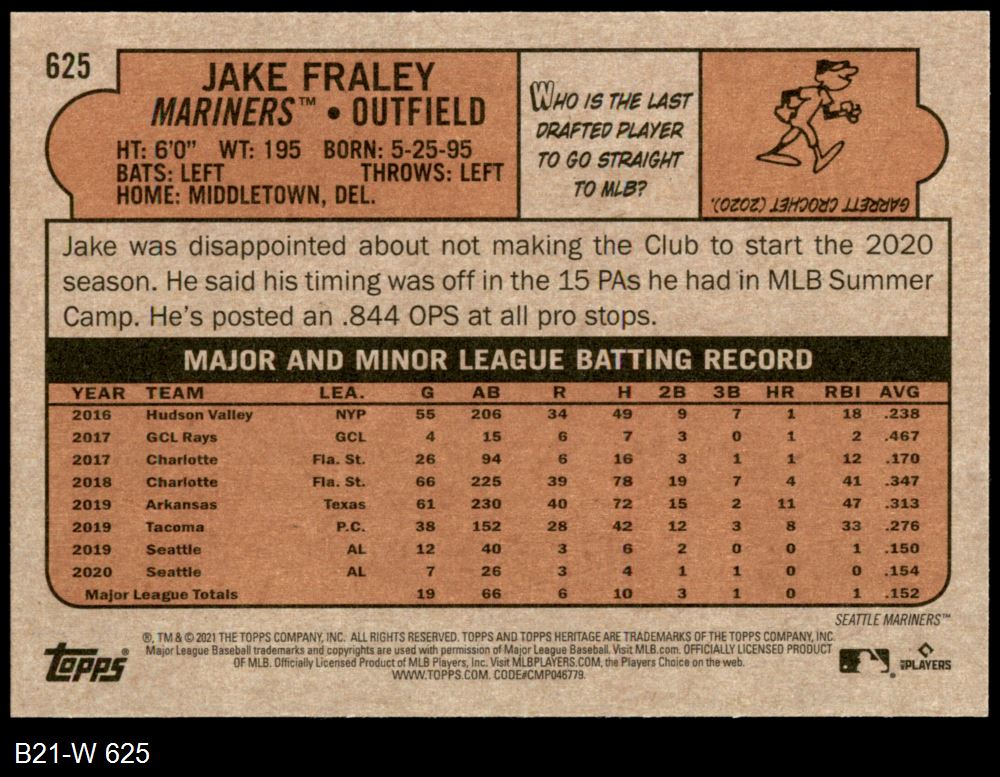 625
JAKE FRALEY
MARINERS™ • OUTFIELD
HT: 6'0" WT: 195 BORN: 5-25-95
BATS: LEFT THROWS: LEFT
HOME: MIDDLETOWN, DEL.
WHO IS THE LAST
DRAFTED PLAYER
TO GO STRAIGHT
TO MLB?
GARRETT CROCHET (2020).
Jake was disappointed about not making the Club to start the 2020
season. He said his timing was off in the 15 PAs he had in MLB Summer
Camp. He's posted an .844 OPS at all pro stops.
MAJOR AND MINOR LEAGUE BATTING RECORD
YEAR TEAM LEA. G AB R H 2B 3B HR RBI AVG
2016 Hudson Valley NYP 55 206 34 49 9 7 1 18 .238
2017 GCL Rays GCL 4 15 6 7 3 0 1 2 .467
2017 Charlotte Fla. St. 26 94 6 16 3 1 1 12 .170
2018 Charlotte Fla. St. 66 225 39 78 19 7 4 41 .347
2019 Arkansas Texas 61 230 40 72 15 2 11 47 .313
2019 Tacoma P.C. 38 152 28 42 12 3 8 33 .276
2019 Seattle AL 12 40 3 6 2 0 0 1 .150
2020 Seattle AL 7 26 3 4 1 1 0 0 .154
Major League Totals 19 66 6 10 3 1 0 1 .152
SEATTLE MARINERS™
topps®
®, TM & © 2021 THE TOPPS COMPANY, INC. ALL RIGHTS RESERVED. TOPPS AND TOPPS HERITAGE ARE TRADEMARKS OF THE TOPPS COMPANY, INC.
Major League Baseball trademarks and copyrights are used with permission of Major League Baseball. Visit MLB.com. OFFICIALLY LICENSED PRODUCT
OF MLB. Officially Licensed Product of MLB Players, Inc. Visit MLBPLAYERS.COM, the Players Choice on the web.
WWW.TOPPS.COM. CODE#CMP046779.
MLBPLAYERS
B21-W 625